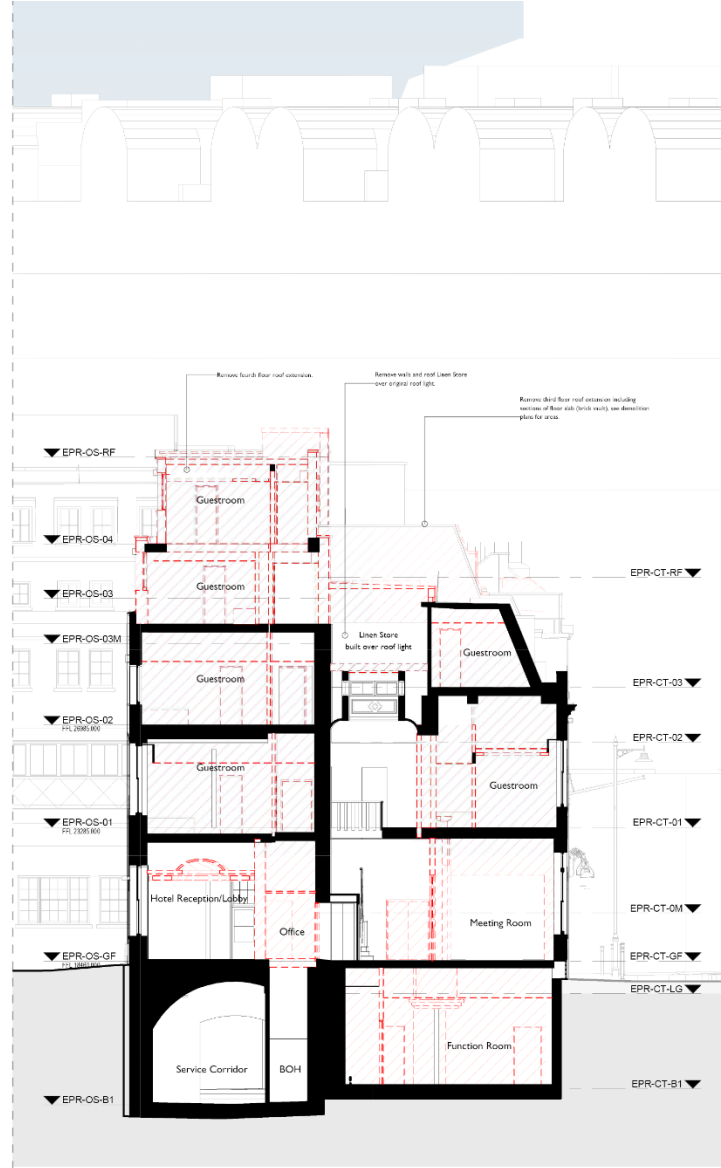 Remove fourth floor roof extension.
Remove walls and roof Linen Store
over original roof light.
Remove third floor roof extension including
sections of floor slab (brick vault), see demolition
plans for areas.
EPR-OS-RF
Guestroom
EPR-OS-04
EPR-CT-RF
Guestroom
EPR-OS-03
EPR-OS-03M
Linen Store
built over roof light
Guestroom
Guestroom
EPR-CT-03
EPR-OS-02
FFL 26985.000
EPR-CT-02
Guestroom
Guestroom
EPR-OS-01
FFL 23285.000
EPR-CT-01
Hotel Reception/Lobby
EPR-CT-0M
Office
Meeting Room
EPR-OS-GF
EPR-CT-GF
EPR-CT-LG
Function Room
Service Corridor
BOH
EPR-CT-B1
EPR-OS-B1